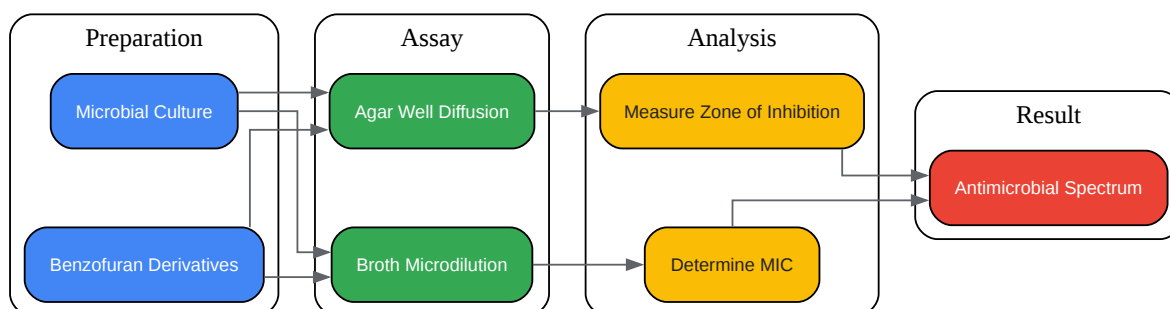 Preparation
Microbial Culture
Benzofuran Derivatives
Assay
Agar Well Diffusion
Broth Microdilution
Analysis
Measure Zone of Inhibition
Determine MIC
Result
Antimicrobial Spectrum